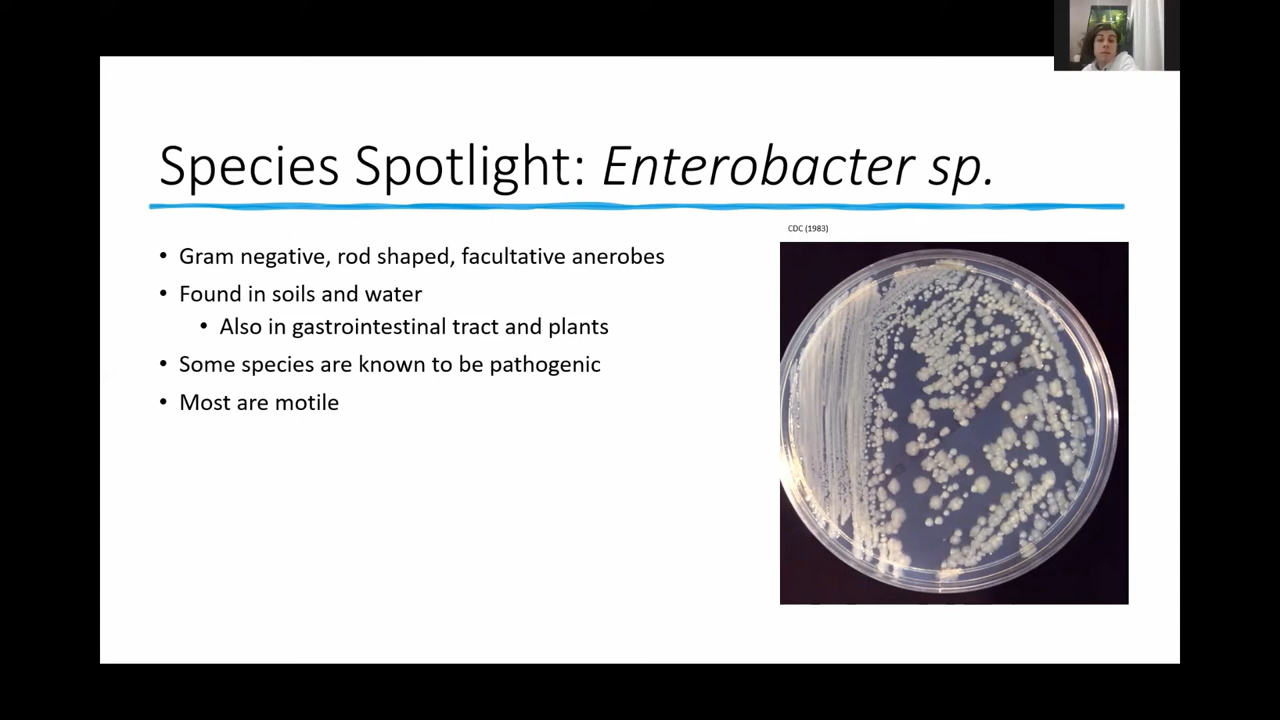 Species Spotlight: Enterobacter sp.
CDC (1983)
• Gram negative, rod shaped, facultative anerobes
• Found in soils and water
• Also in gastrointestinal tract and plants
• Some species are known to be pathogenic
• Most are motile